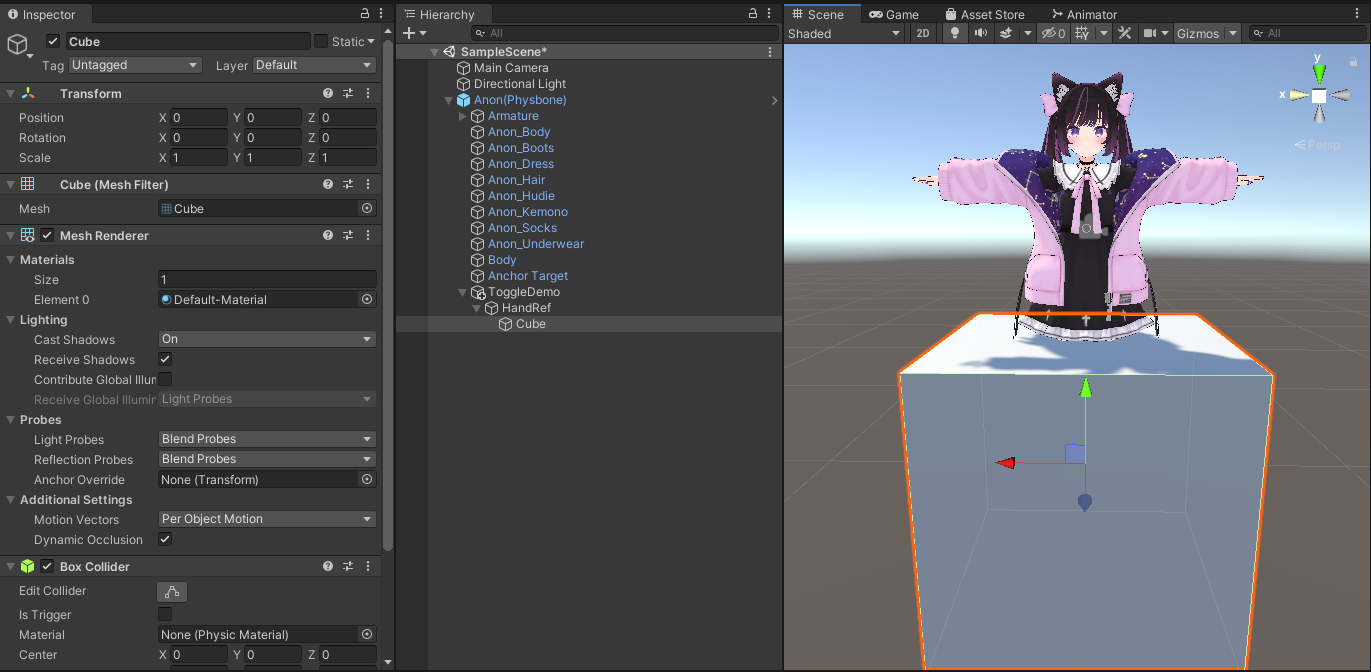 Inspector
Cube
Static
Tag Untagged Layer Default
Transform
Position X 0 Y 0 Z 0
Rotation X 0 Y 0 Z 0
Scale X 1 Y 1 Z 1
Cube (Mesh Filter)
Mesh Cube
Mesh Renderer
Materials
Size 1
Element 0 Default-Material
Lighting
Cast Shadows On
Receive Shadows
Contribute Global Illur
Receive Global Illumir Light Probes
Probes
Light Probes Blend Probes
Reflection Probes Blend Probes
Anchor Override None (Transform)
Additional Settings
Motion Vectors Per Object Motion
Dynamic Occlusion
Box Collider
Edit Collider
Is Trigger
Material None (Physic Material)
Center X 0 Y 0 Z 0
Hierarchy
All
SampleScene*
Main Camera
Directional Light
Anon(Physbone)
Armature
Anon_Body
Anon_Boots
Anon_Dress
Anon_Hair
Anon_Hudie
Anon_Kemono
Anon_Socks
Anon_Underwear
Body
Anchor Target
ToggleDemo
HandRef
Cube
Scene Game Asset Store Animator
Shaded 2D 0 Gizmos All
y
x
Persp